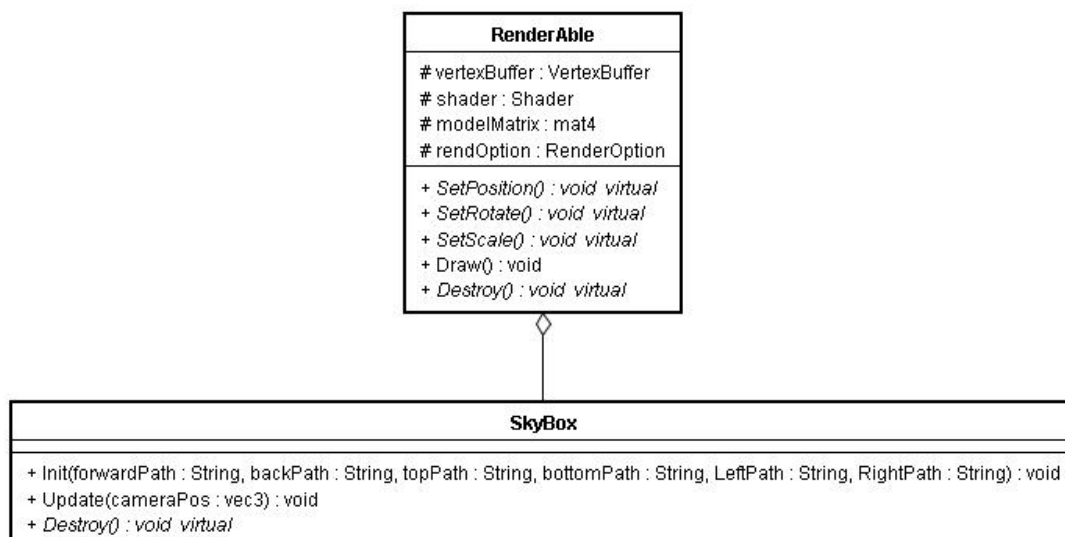 RenderAble
# vertexBuffer : VertexBuffer
# shader : Shader
# modelMatrix : mat4
# rendOption : RenderOption
+ SetPosition() : void virtual
+ SetRotate() : void virtual
+ SetScale() : void virtual
+ Draw() : void
+ Destroy() : void virtual
SkyBox
+ Init(forwardPath : String, backPath : String, topPath : String, bottomPath : String, LeftPath : String, RightPath : String) : void
+ Update(cameraPos : vec3) : void
+ Destroy() : void virtual